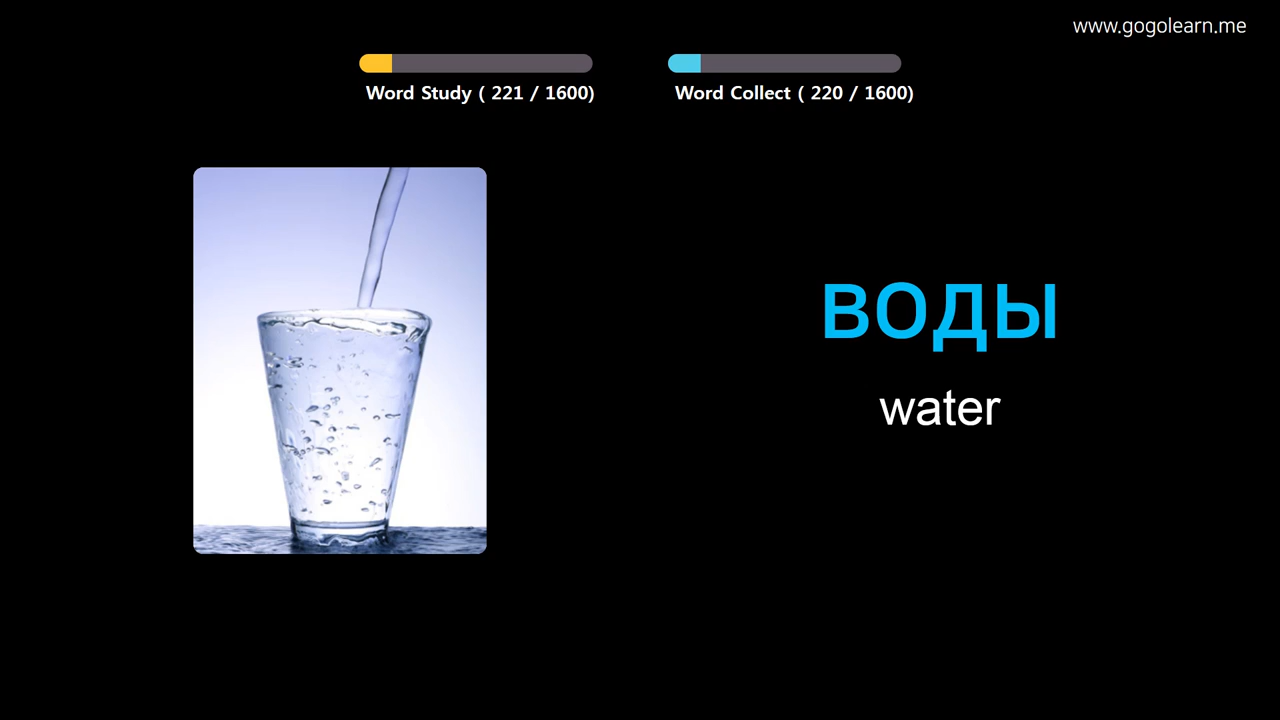 www.gogolearn.me
Word Study ( 221 / 1600)
Word Collect ( 220 / 1600)
воды
water